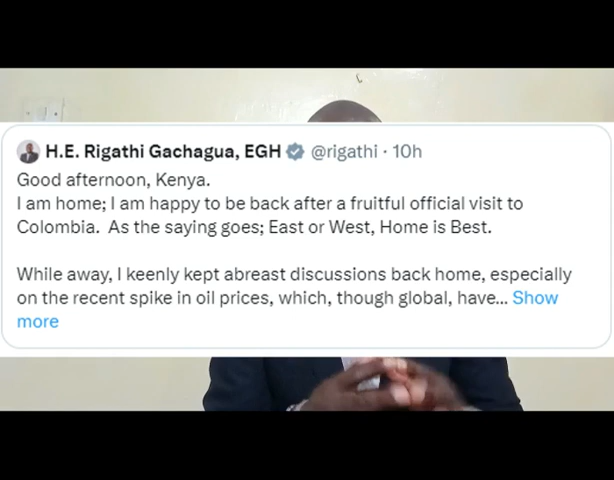 H.E. Rigathi Gachagua, EGH @rigathi · 10h
Good afternoon, Kenya.
I am home; I am happy to be back after a fruitful official visit to
Colombia. As the saying goes; East or West, Home is Best.
While away, I keenly kept abreast discussions back home, especially
on the recent spike in oil prices, which, though global, have... Show
more